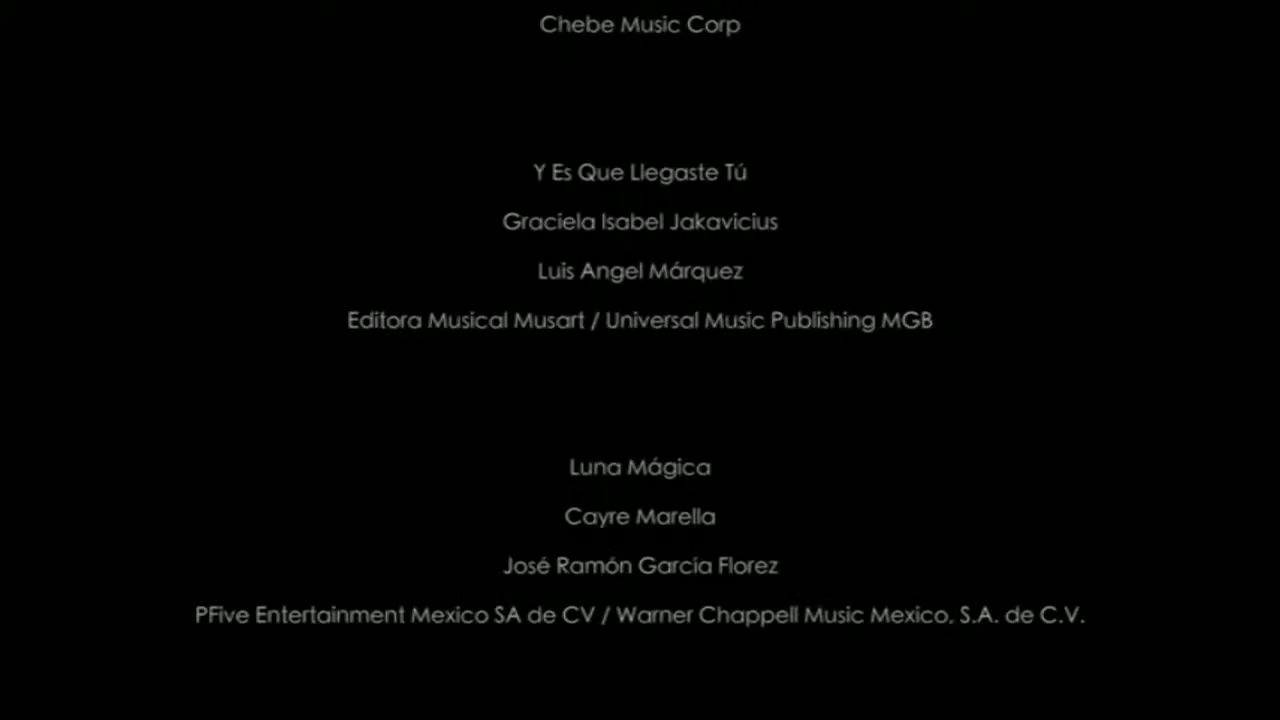 Chebe Music Corp
Y Es Que Llegaste Tú
Graciela Isabel Jakavicius
Luis Angel Márquez
Editora Musical Musart / Universal Music Publishing MGB
Luna Mágica
Cayre Marella
José Ramón García Florez
PFive Entertainment Mexico SA de CV / Warner Chappell Music Mexico, S.A. de C.V.